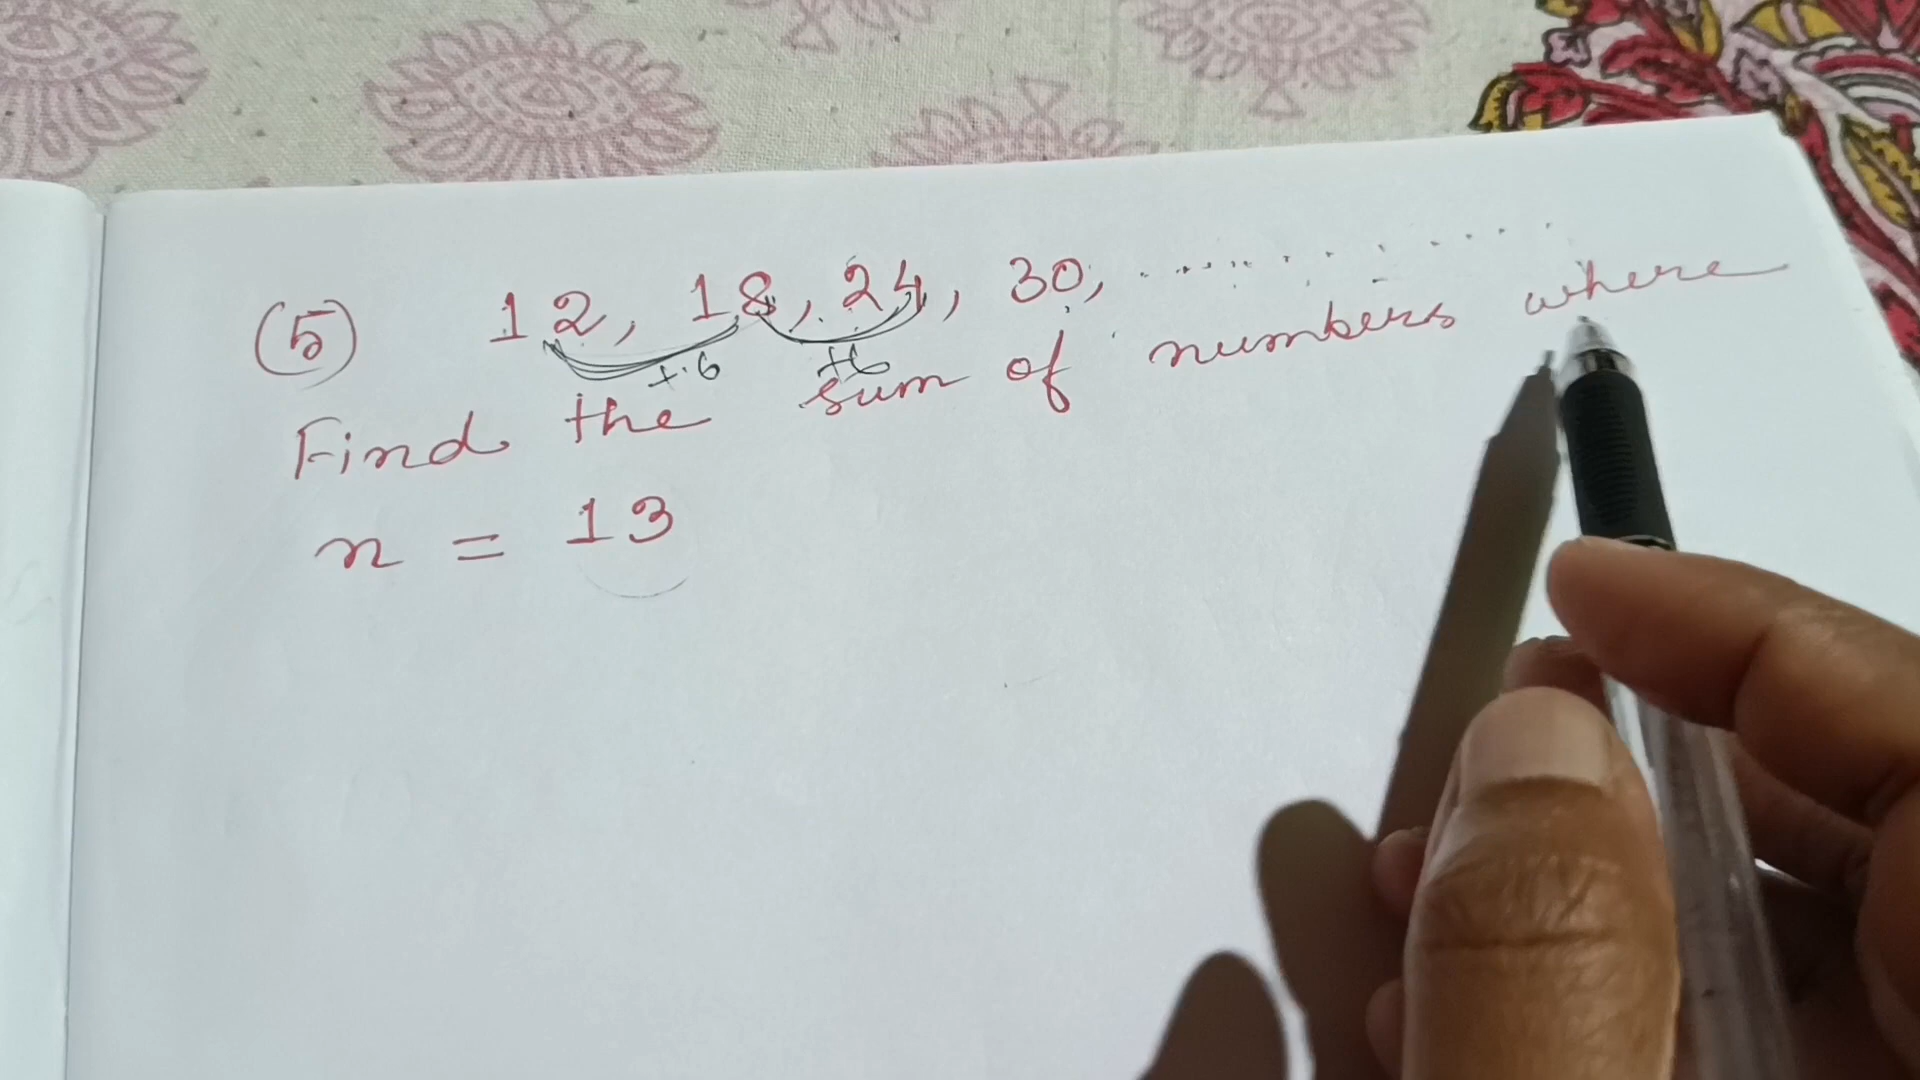 (5) 12, 18, 24, 30, ..................
+6 +6
Find the sum of numbers where
n = 13